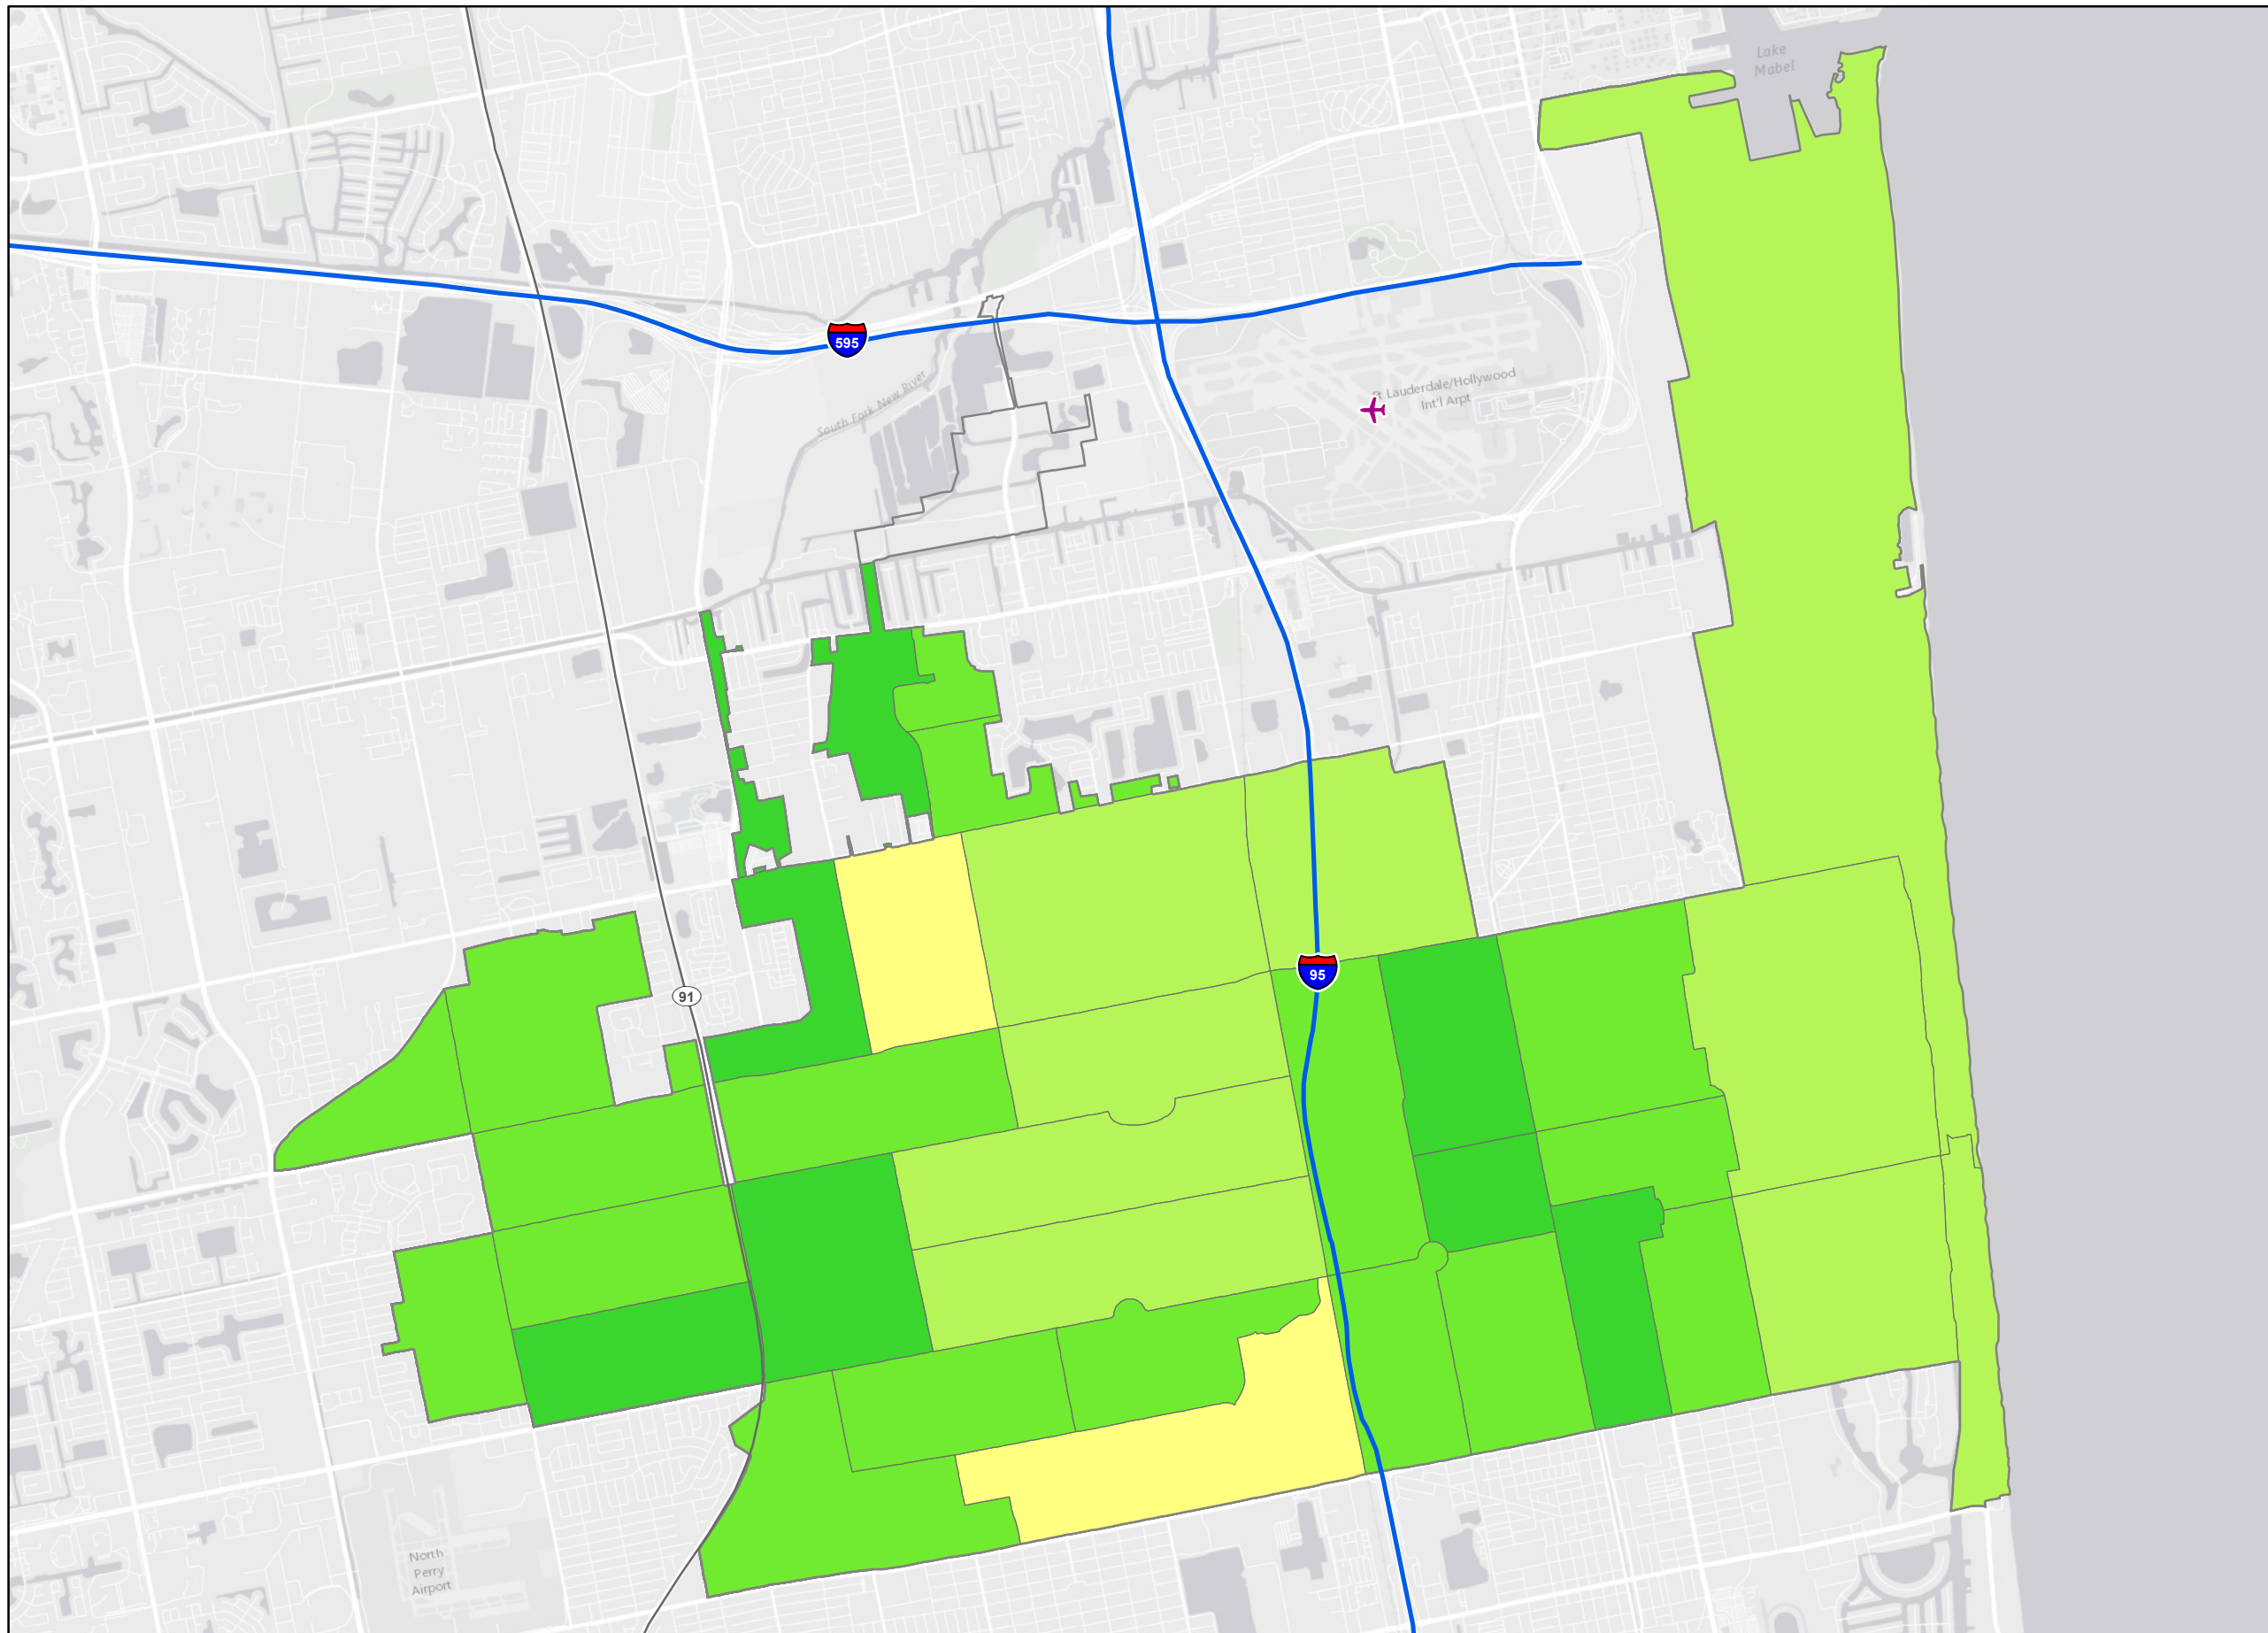 Lake
Mabel
595
South Fork New River
Ft Lauderdale/Hollywood
Int'l Arpt
95
91
North
Perry
Airport